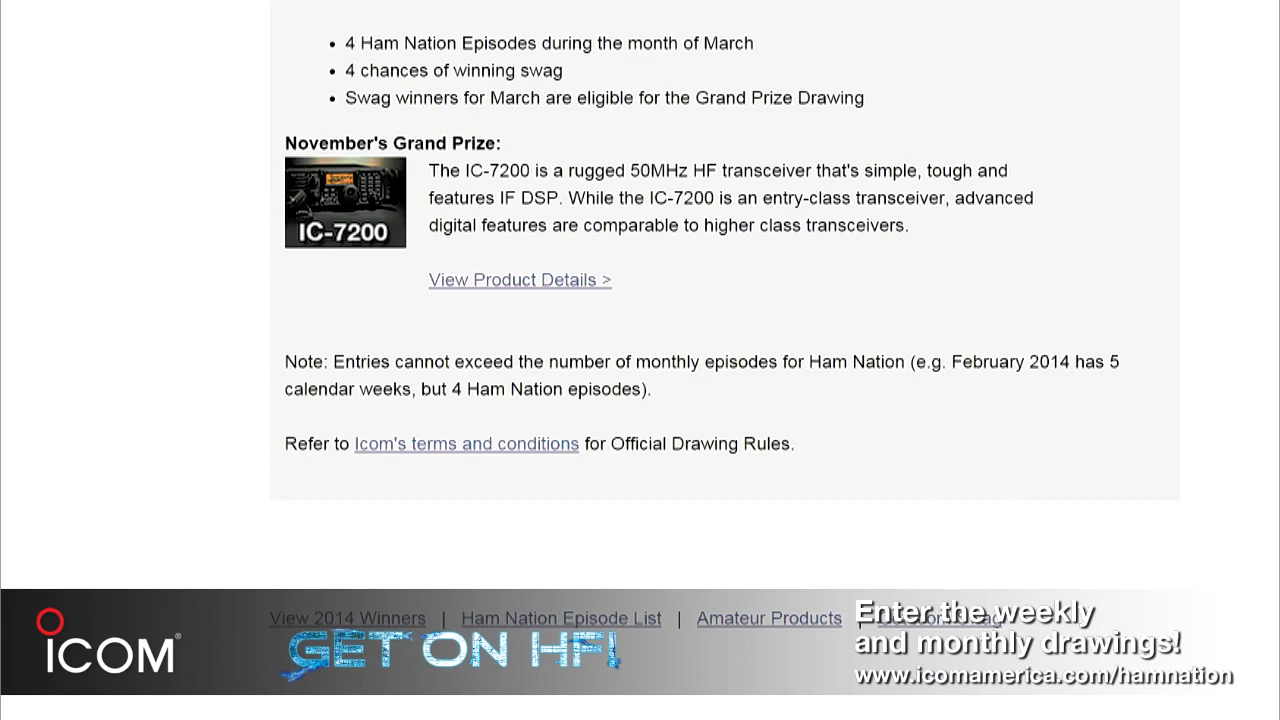 4 Ham Nation Episodes during the month of March
4 chances of winning swag
Swag winners for March are eligible for the Grand Prize Drawing
November's Grand Prize:
The IC-7200 is a rugged 50MHz HF transceiver that's simple, tough and
features IF DSP. While the IC-7200 is an entry-class transceiver, advanced
digital features are comparable to higher class transceivers.
IC-7200
View Product Details >
Note: Entries cannot exceed the number of monthly episodes for Ham Nation (e.g. February 2014 has 5
calendar weeks, but 4 Ham Nation episodes).
Refer to Icom's terms and conditions for Official Drawing Rules.
View 2014 Winners | Ham Nation Episode List | Amateur Products |
ICOM®
GET ON HF!
Enter the weekly
and monthly drawings!
www.icomamerica.com/hamnation